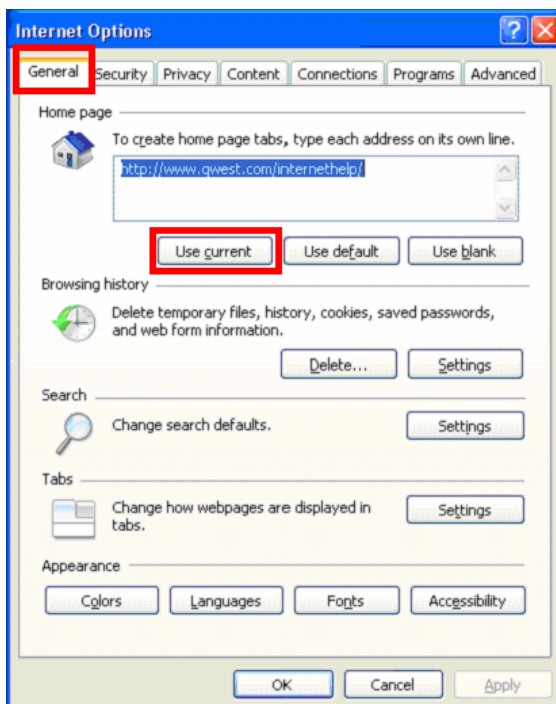 Internet Options
General Security Privacy Content Connections Programs Advanced
Home page
To create home page tabs, type each address on its own line.
http://www.qwest.com/internethelp/
Use current Use default Use blank
Browsing history
Delete temporary files, history, cookies, saved passwords,
and web form information.
Delete... Settings
Search
Change search defaults. Settings
Tabs
Change how webpages are displayed in
tabs. Settings
Appearance
Colors Languages Fonts Accessibility
OK Cancel Apply